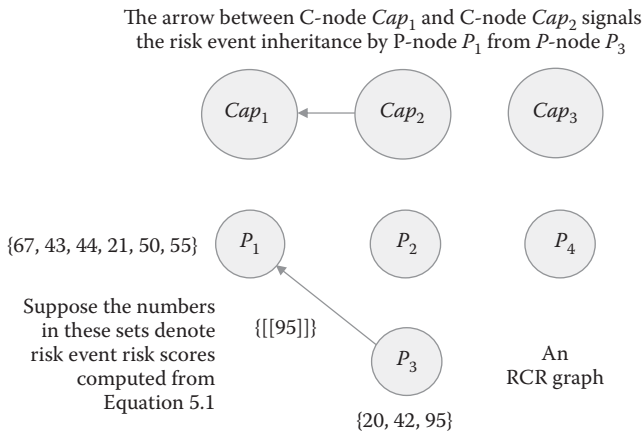 The arrow between C-node Cap₁ and C-node Cap₂ signals
the risk event inheritance by P-node P₁ from P-node P₃
Cap₁
Cap₂
Cap₃
{67, 43, 44, 21, 50, 55}
P₁
P₂
P₄
Suppose the numbers
in these sets denote
risk event risk scores
computed from
Equation 5.1
{[[95]]}
P₃
{20, 42, 95}
An
RCR graph